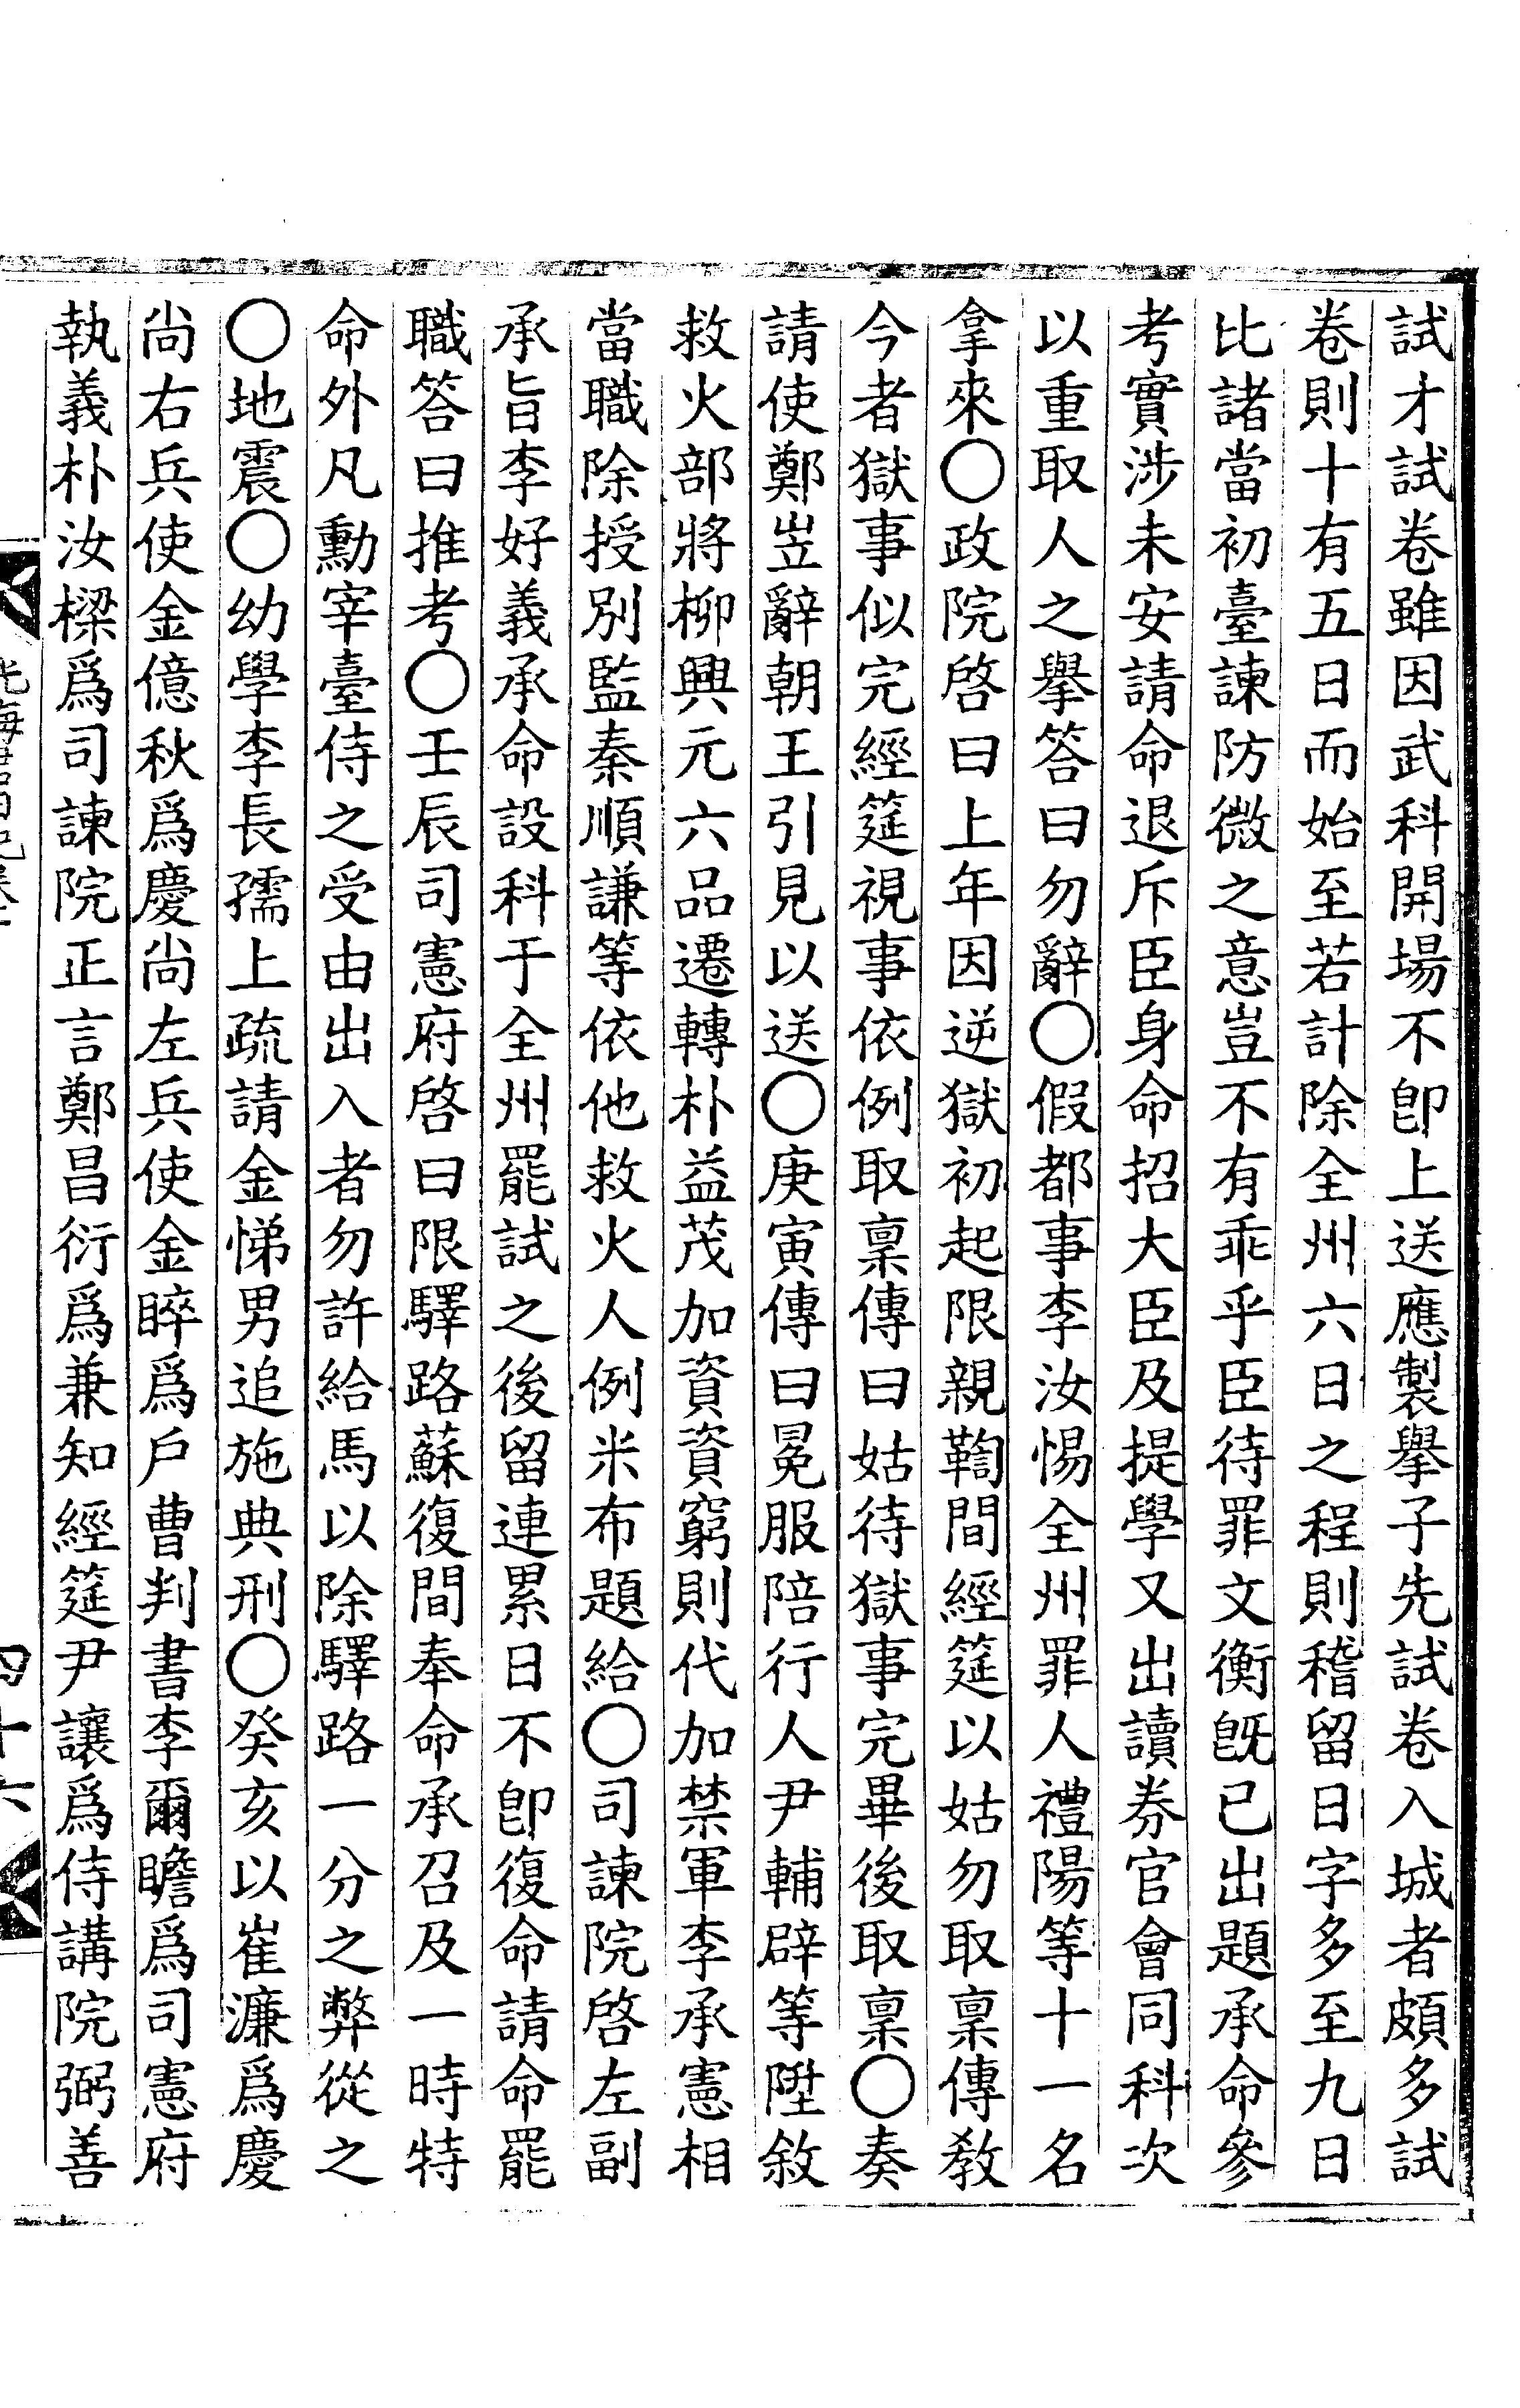 試才試卷雖因武科開場不卽上送應製擧子先試卷入城者頗多試
卷則十有五日而始至若計除全州六日之程則稽留日字多至九日
比諸當初臺諫防微之意豈不有乖乎臣待罪文衡旣已出題承命參
考實涉未安請命退斥臣身命招大臣及提學又出讀券官會同科次
以重取人之擧答曰勿辭○假都事李汝惕全州罪人禮陽等十一名
拿來○政院啓曰上年因逆獄初起限親鞫間經筵以姑勿取稟傳敎
今者獄事似完經筵視事依例取稟傳曰姑待獄事完畢後取稟○奏
請使鄭岦辭朝王引見以送○庚寅傳曰冕服陪行人尹輔辟等陞敘
救火部將柳興元六品遷轉朴益茂加資資窮則代加禁軍李承憲相
當職除授別監秦順謙等依他救火人例米布題給○司諫院啓左副
承旨李好義承命設科于全州罷試之後留連累日不卽復命請命罷
職答曰推考○壬辰司憲府啓曰限驛路蘇復間奉命承召及一時特
命外凡勳宰臺侍之受由出入者勿許給馬以除驛路一分之弊從之
○地震○幼學李長孺上疏請金悌男追施典刑○癸亥以崔濂爲慶
尙右兵使金億秋爲慶尙左兵使金晬爲戶曹判書李爾瞻爲司憲府
執義朴汝樑爲司諫院正言鄭昌衍爲兼知經筵尹讓爲侍講院弼善